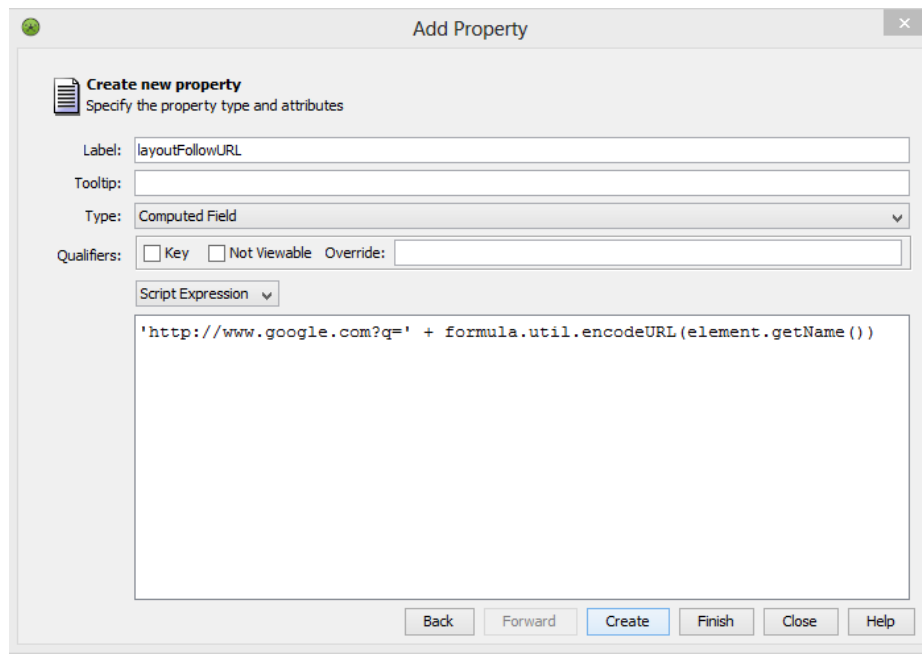 Add Property
Create new property
Specify the property type and attributes
Label: layoutFollowURL
Tooltip:
Type: Computed Field
Qualifiers: Key Not Viewable Override:
Script Expression
'http://www.google.com?q=' + formula.util.encodeURL(element.getName())
Back Forward Create Finish Close Help